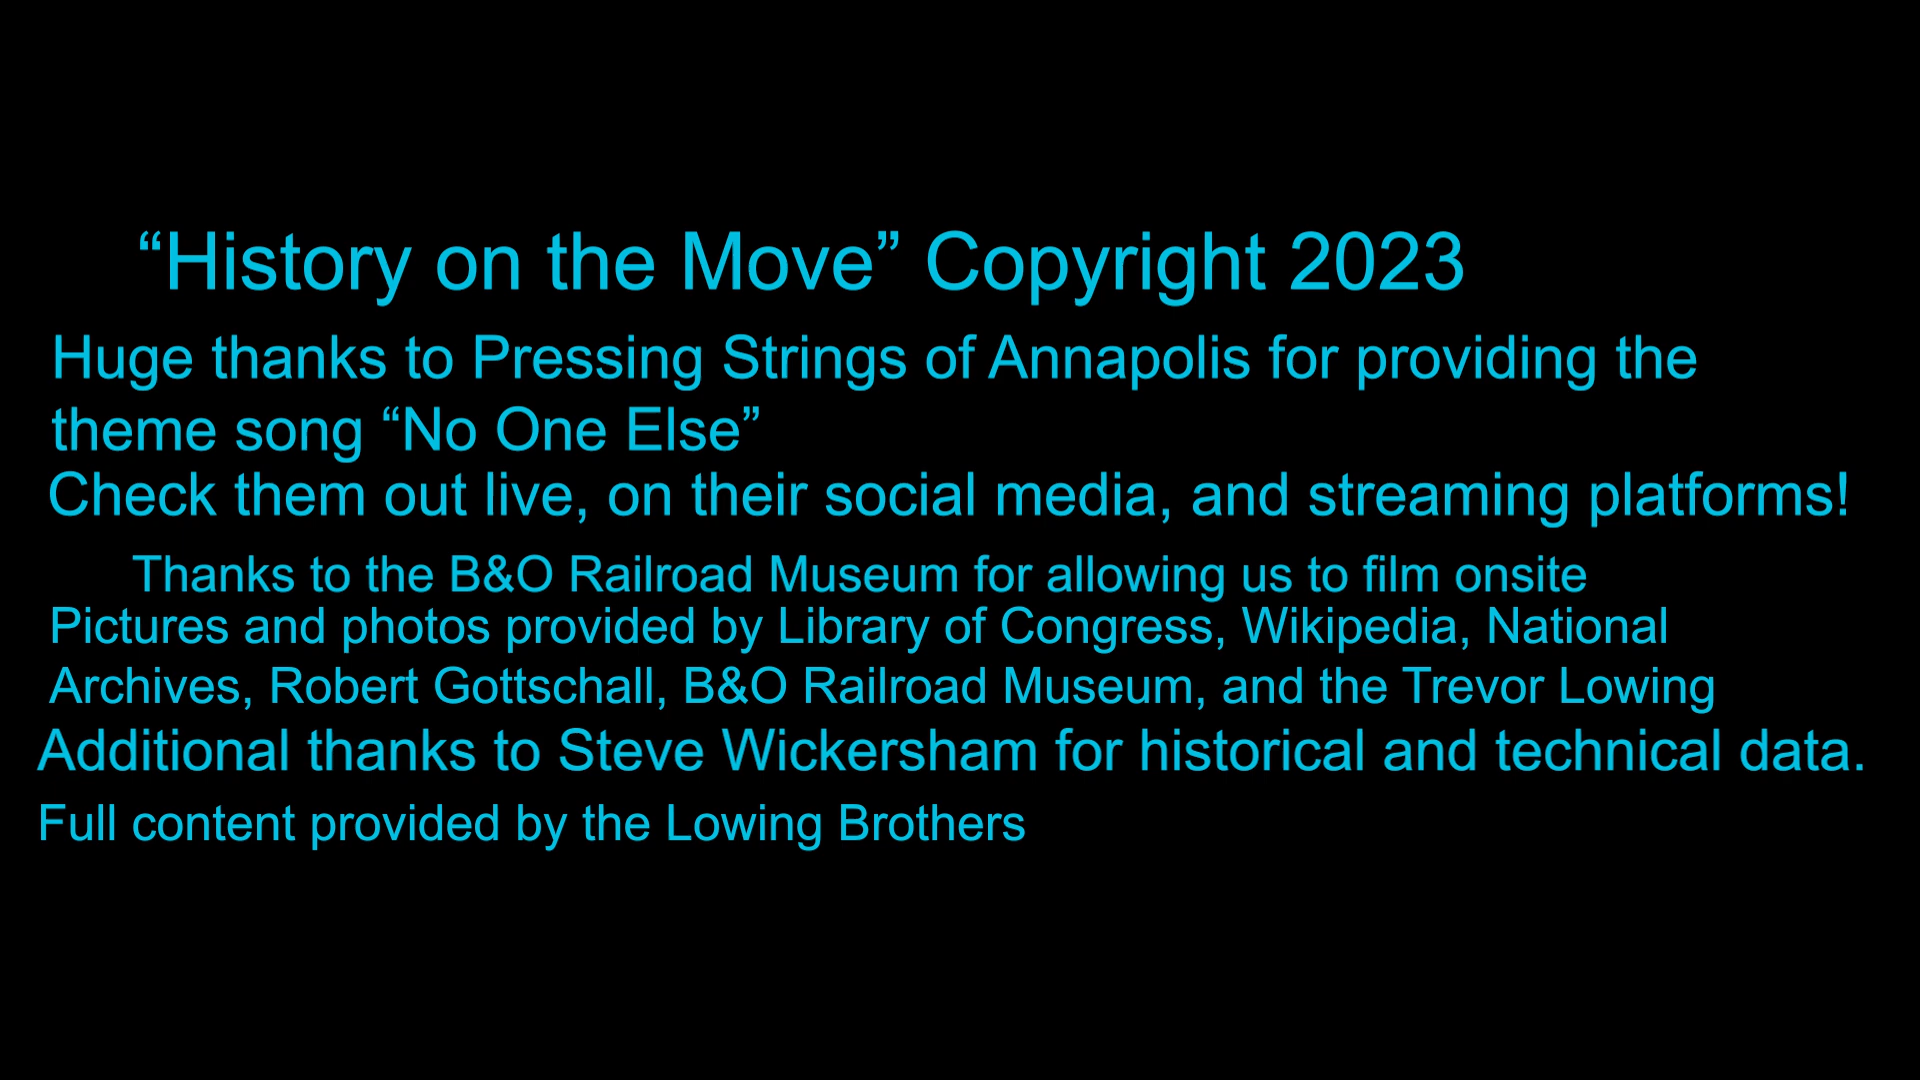 “History on the Move” Copyright 2023
Huge thanks to Pressing Strings of Annapolis for providing the
theme song “No One Else”
Check them out live, on their social media, and streaming platforms!
Thanks to the B&O Railroad Museum for allowing us to film onsite
Pictures and photos provided by Library of Congress, Wikipedia, National
Archives, Robert Gottschall, B&O Railroad Museum, and the Trevor Lowing
Additional thanks to Steve Wickersham for historical and technical data.
Full content provided by the Lowing Brothers